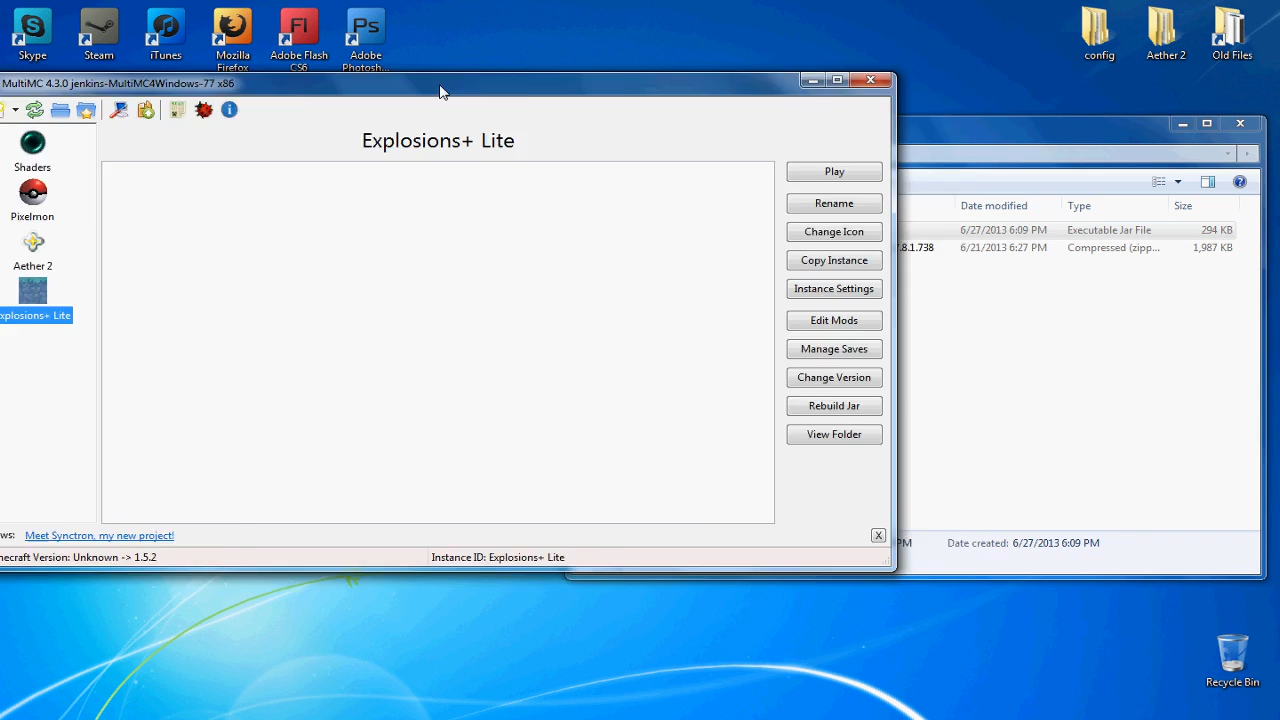 Skype
Steam
iTunes
Mozilla
Firefox
Adobe Flash
CS6
Adobe
Photosh...
config
Aether 2
Old Files
MultiMC 4.3.0 jenkins-MultiMC4Windows-77 x86
Explosions+ Lite
Shaders
Pixelmon
Aether 2
xplosions+ Lite
Play
Rename
Change Icon
Copy Instance
Instance Settings
Edit Mods
Manage Saves
Change Version
Rebuild Jar
View Folder
Date modified Type Size
6/27/2013 6:09 PM Executable Jar File 294 KB
.8.1.738 6/21/2013 6:27 PM Compressed (zipp... 1,987 KB
ws: Meet Synctron, my new project! X
necraft Version: Unknown -> 1.5.2 Instance ID: Explosions+ Lite
PM Date created: 6/27/2013 6:09 PM
Recycle Bin